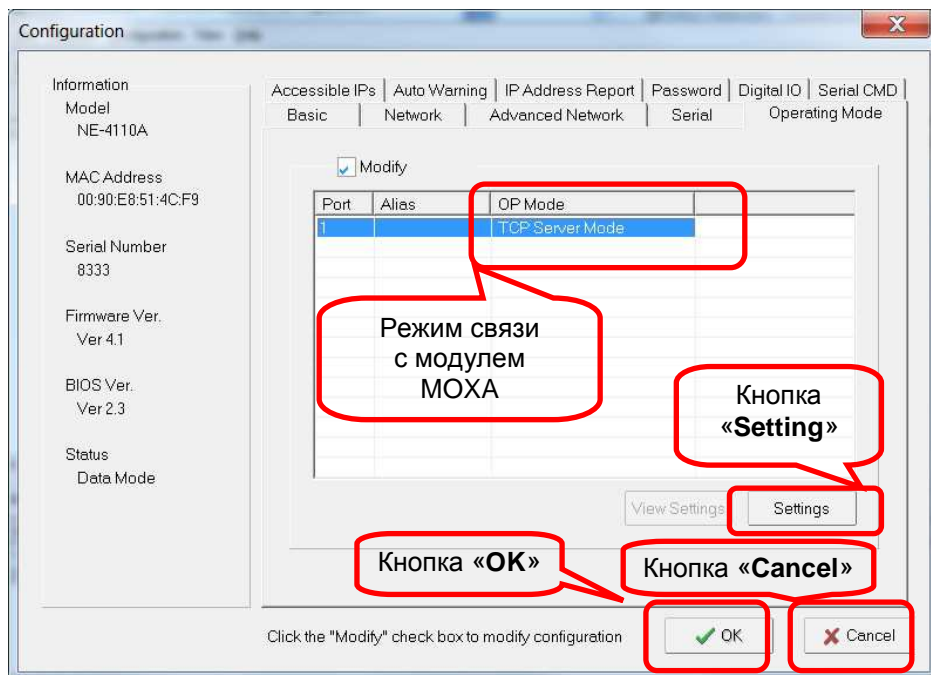 Configuration
Information
Model
NE-4110A
MAC Address
00:90:E8:51:4C:F9
Serial Number
8333
Firmware Ver.
Ver 4.1
BIOS Ver.
Ver 2.3
Status
Data Mode
Accessible IPs Auto Warning IP Address Report Password Digital IO Serial CMD
Basic Network Advanced Network Serial Operating Mode
Modify
Port Alias OP Mode
1 TCP Server Mode
Режим связи
с модулем
МОХА
Кнопка
«Setting»
View Settings Settings
Кнопка «OK»
Кнопка «Cancel»
Click the "Modify" check box to modify configuration
OK Cancel